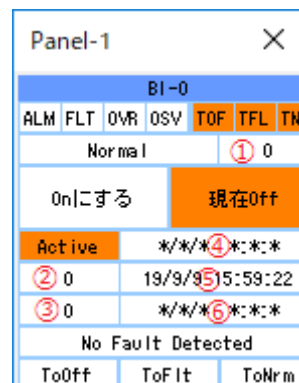 Panel-1
BI-0
ALM FLT OVR OSV TOF TFL TN
Normal ① 0
Onにする 現在Off
Active */*/*④*:*:*
② 0 19/9/9⑤15:59:22
③ 0 */*/*⑥*:*:*
No Fault Detected
ToOff ToFlt ToNrm